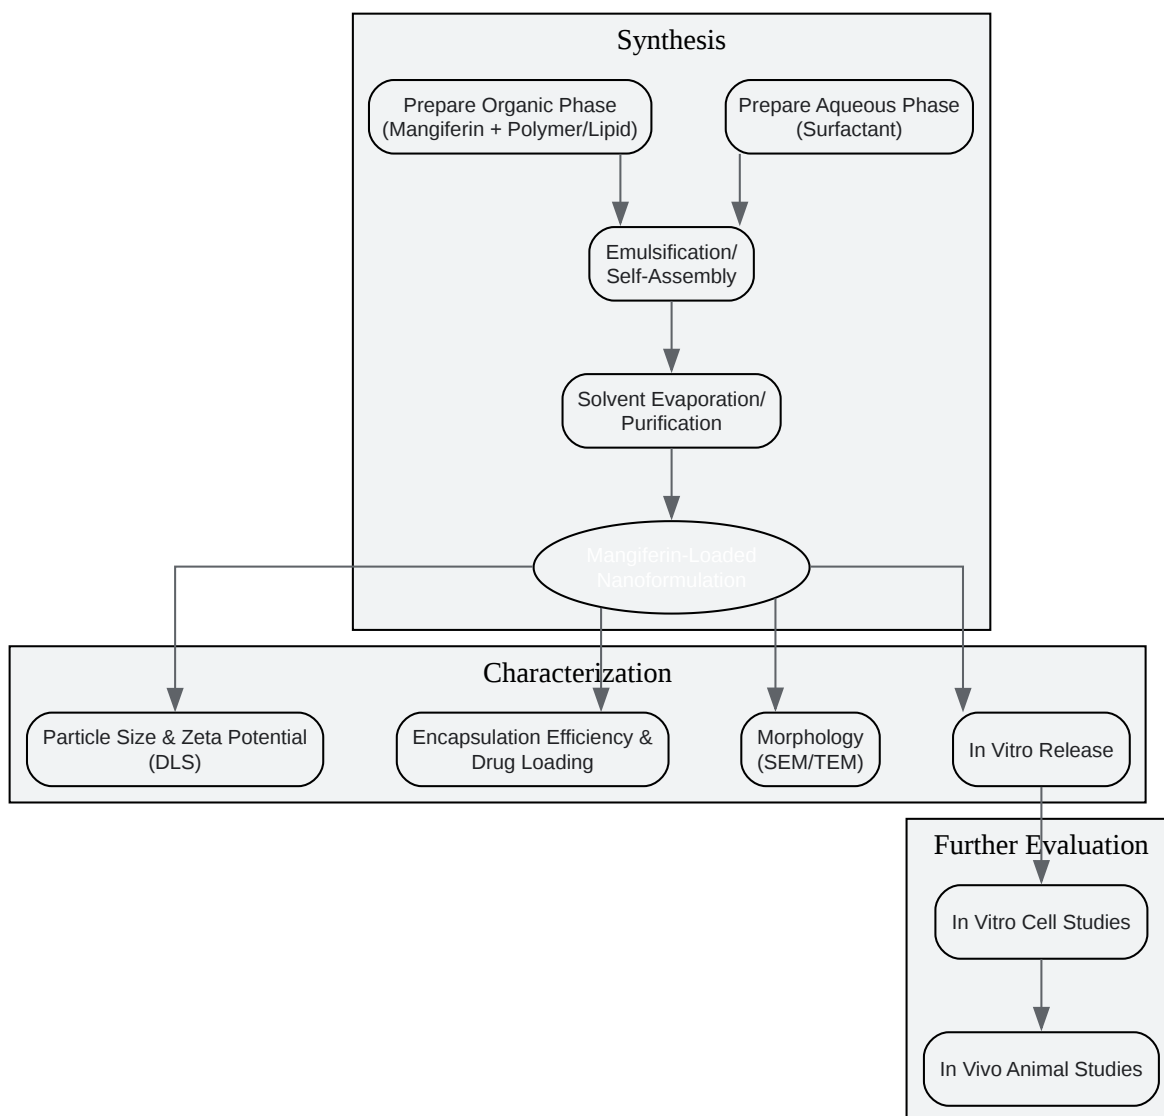 Synthesis
Prepare Organic Phase
(Mangiferin + Polymer/Lipid)
Prepare Aqueous Phase
(Surfactant)
Emulsification/
Self-Assembly
Solvent Evaporation/
Purification
Mangiferin-Loaded
Nanoformulation
Characterization
Particle Size & Zeta Potential
(DLS)
Encapsulation Efficiency &
Drug Loading
Morphology
(SEM/TEM)
In Vitro Release
Further Evaluation
In Vitro Cell Studies
In Vivo Animal Studies